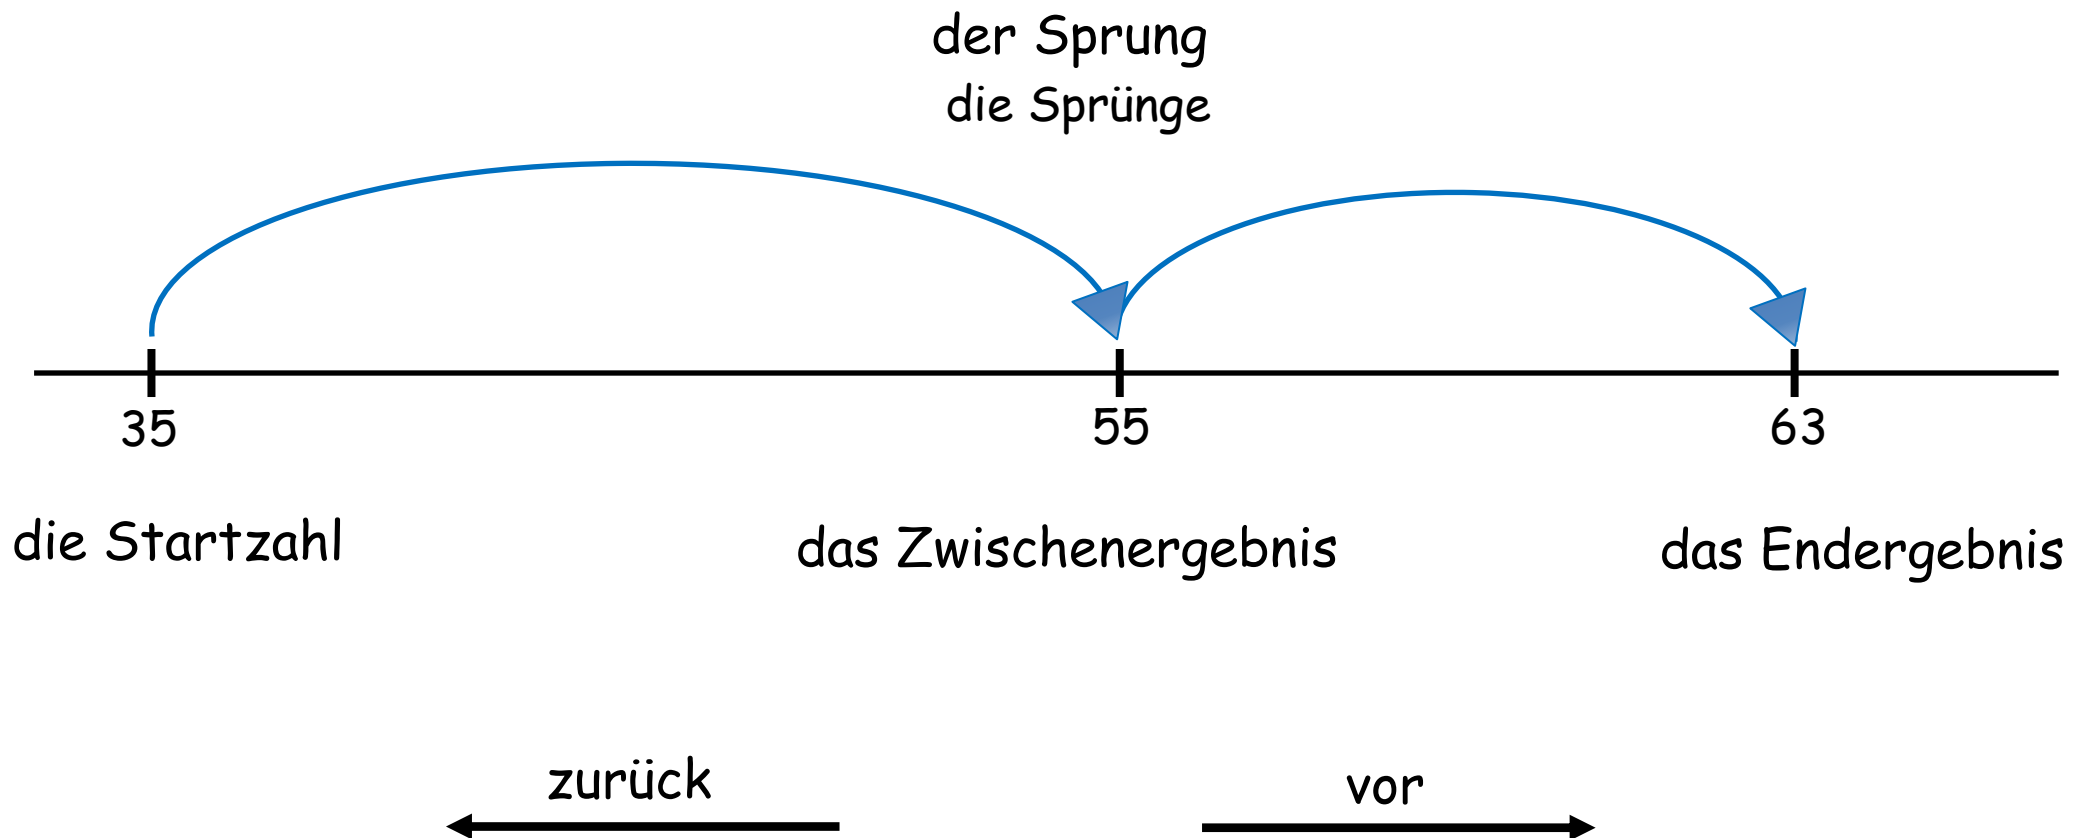 der Sprung
die Sprünge
35 55 63
die Startzahl das Zwischenergebnis das Endergebnis
zurück vor